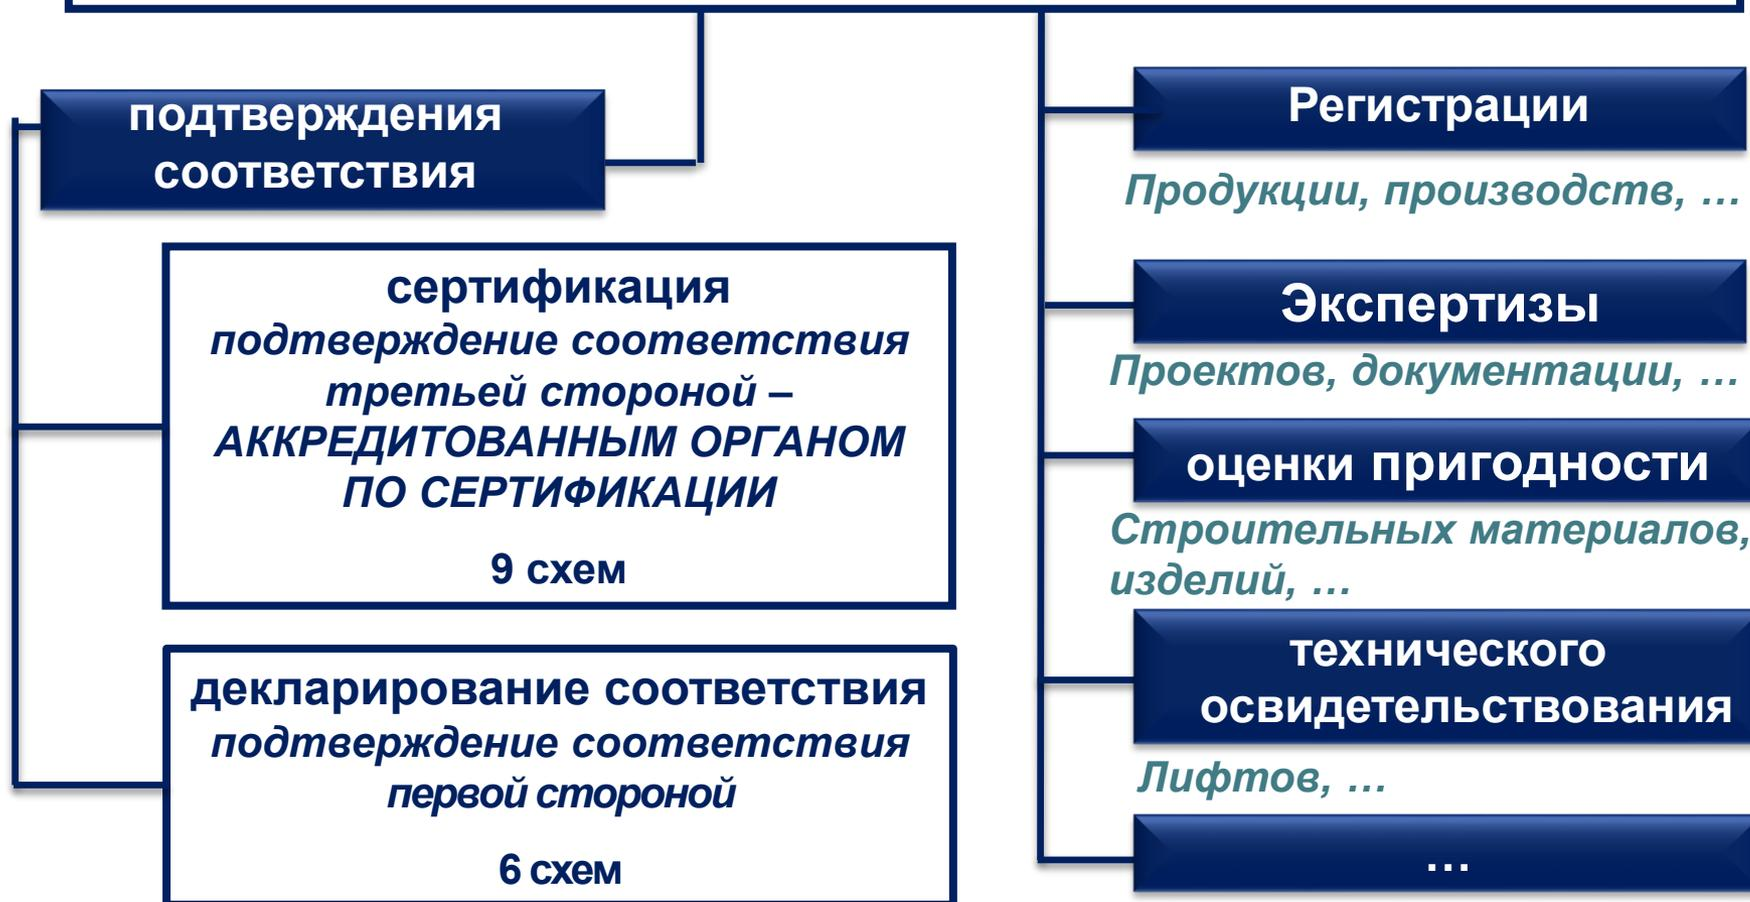 подтверждения
соответствия
сертификация
подтверждение соответствия
третьей стороной –
АККРЕДИТОВАННЫМ ОРГАНОМ
ПО СЕРТИФИКАЦИИ
9 схем
декларирование соответствия
подтверждение соответствия
первой стороной
6 схем
Регистрации
Продукции, производств, …
Экспертизы
Проектов, документации, …
оценки пригодности
Строительных материалов,
изделий, …
технического
освидетельствования
Лифтов, …
…